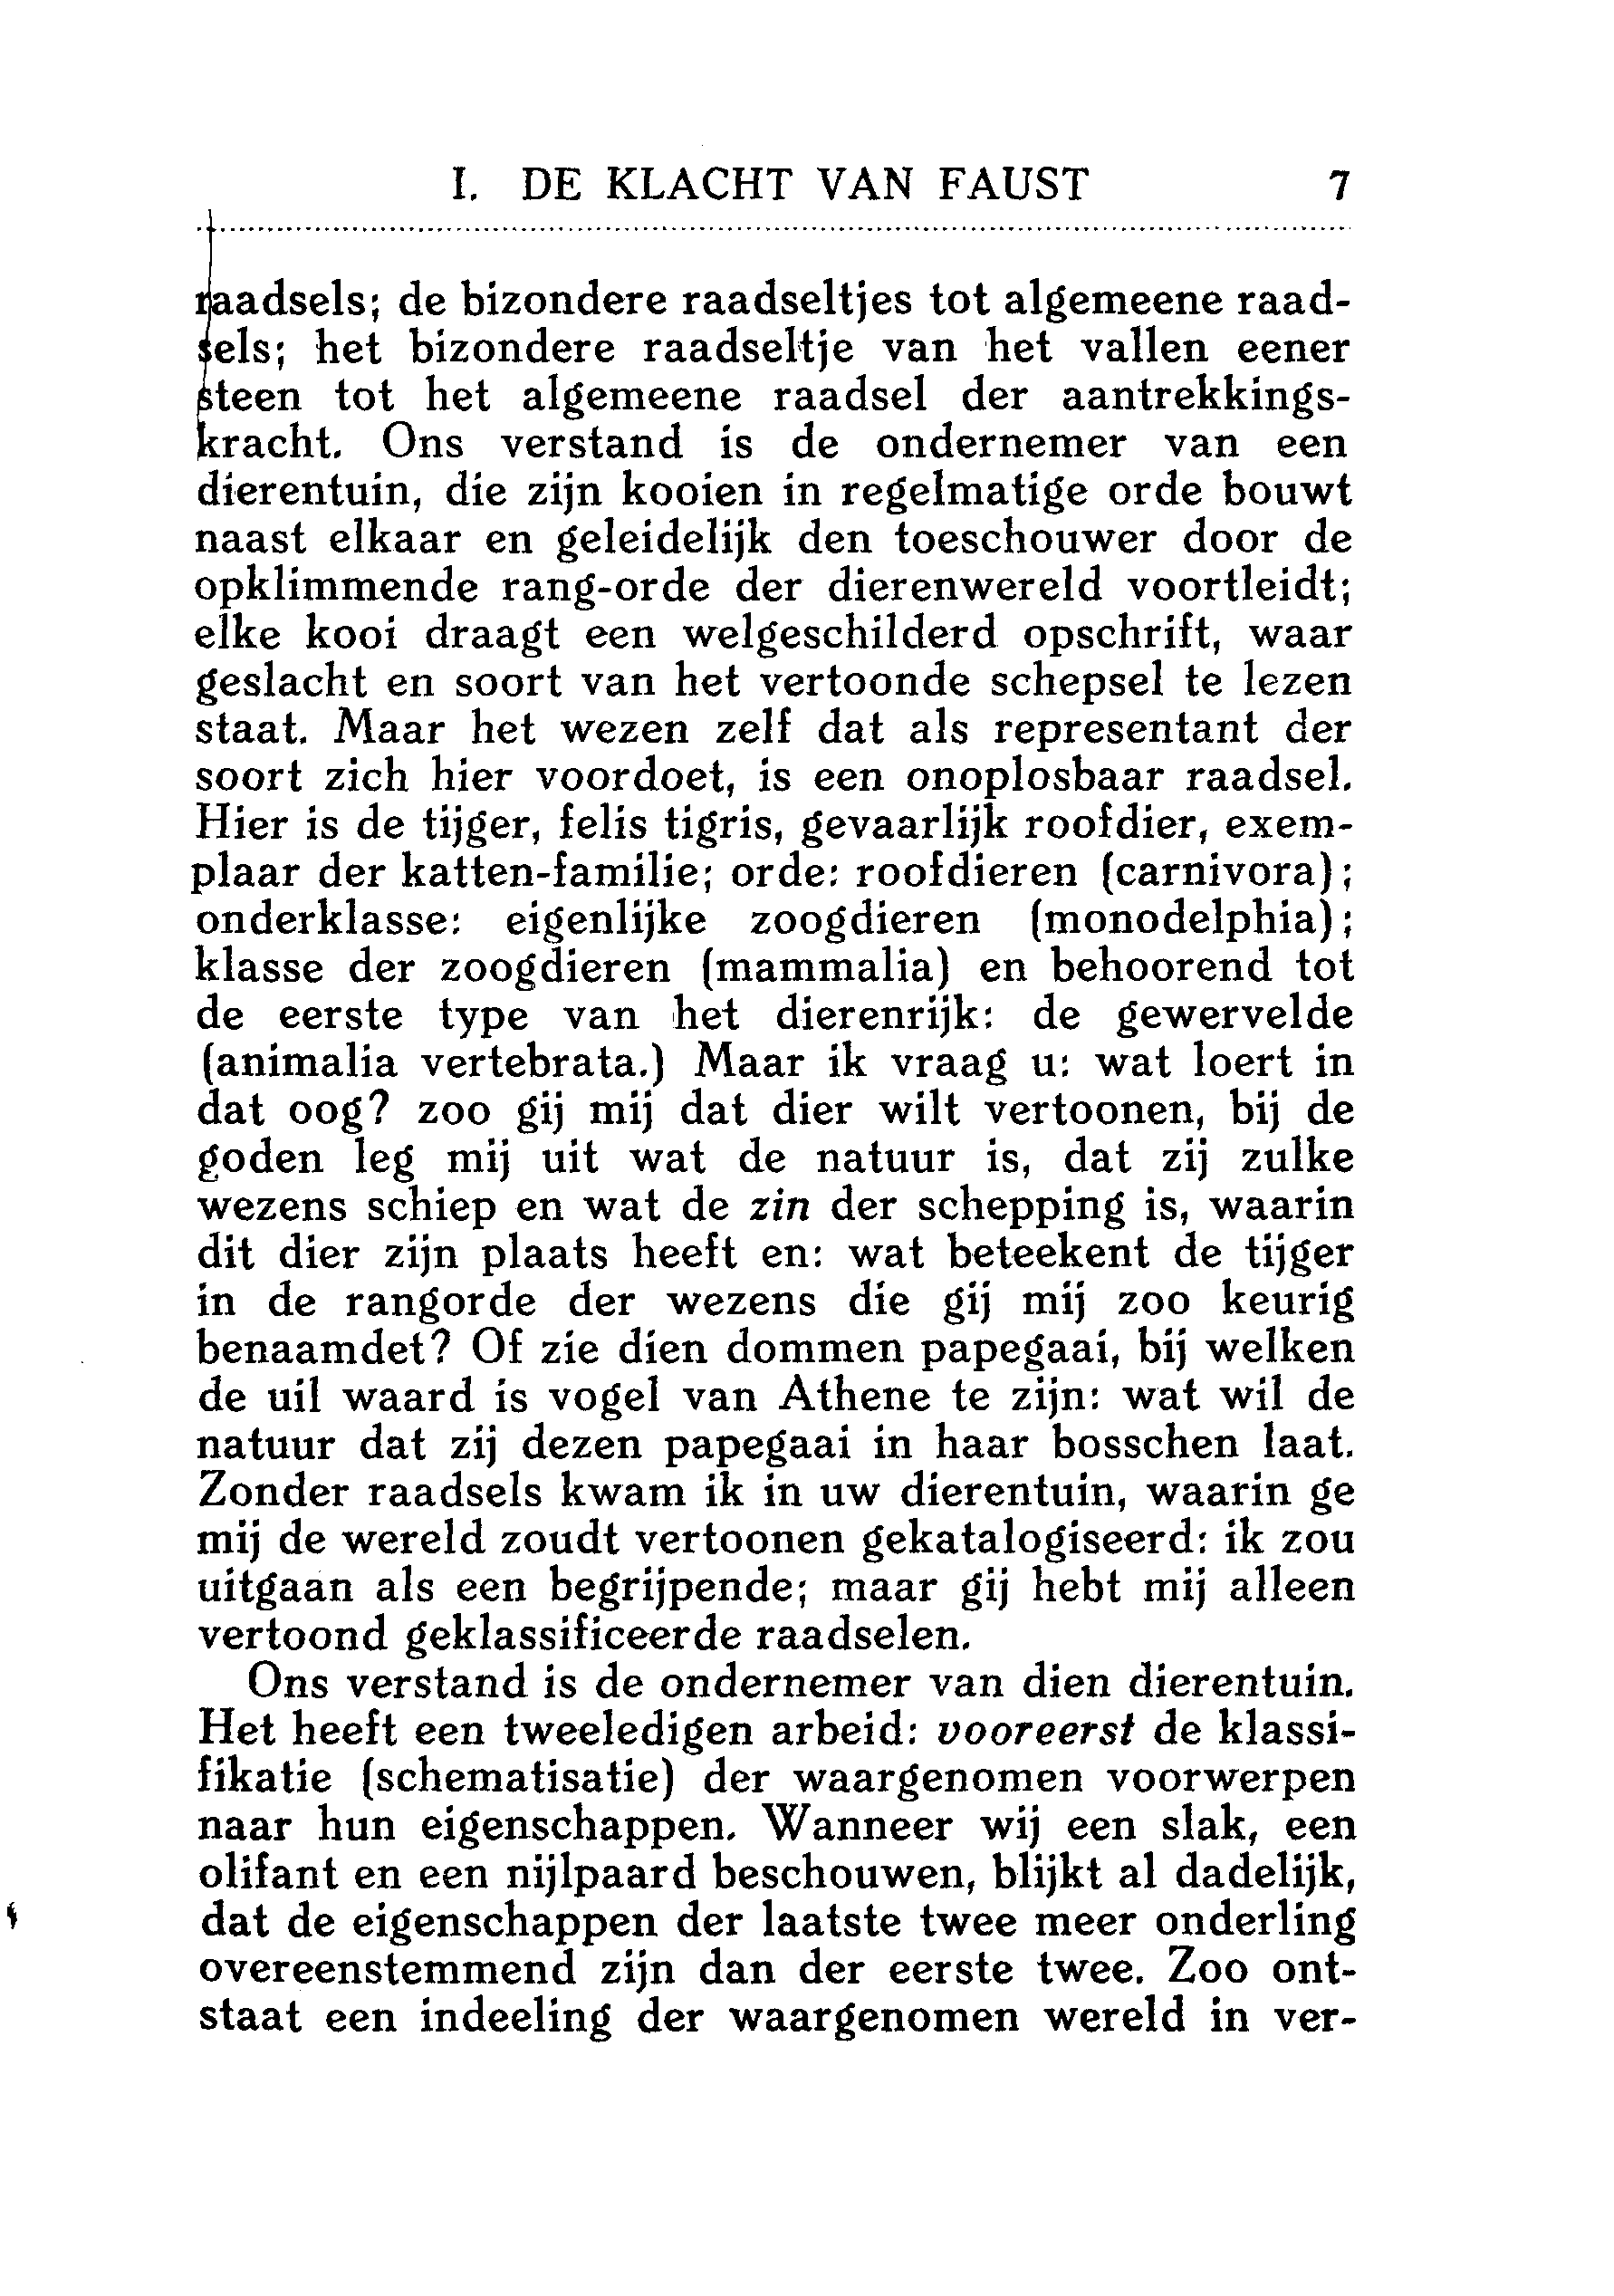 I. DE KLACHT VAN FAUST 7
raadsels; de bizondere raadseltjes tot algemeene raad-
sels; het bizondere raadseltje van het vallen eener
steen tot het algemeene raadsel der aantrekkings-
kracht. Ons verstand is de ondernemer van een
dierentuin, die zijn kooien in regelmatige orde bouwt
naast elkaar en geleidelijk den toeschouwer door de
opklimmende rang-orde der dierenwereld voortleidt;
elke kooi draagt een welgeschilderd opschrift, waar
geslacht en soort van het vertoonde schepsel te lezen
staat. Maar het wezen zelf dat als representant der
soort zich hier voordoet, is een onoplosbaar raadsel.
Hier is de tijger, felis tigris, gevaarlijk roofdier, exem-
plaar der katten-familie; orde: roofdieren (carnivora);
onderklasse: eigenlijke zoogdieren (monodelphia);
klasse der zoogdieren (mammalia) en behoorend tot
de eerste type van het dierenrijk: de gewervelde
(animalia vertebrata.) Maar ik vraag u: wat loert in
dat oog? zoo gij mij dat dier wilt vertoonen, bij de
goden leg mij uit wat de natuur is, dat zij zulke
wezens schiep en wat de zin der schepping is, waarin
dit dier zijn plaats heeft en: wat beteekent de tijger
in de rangorde der wezens die gij mij zoo keurig
benaamdet? Of zie dien dommen papegaai, bij welken
de uil waard is vogel van Athene te zijn: wat wil de
natuur dat zij dezen papegaai in haar bosschen laat.
Zonder raadsels kwam ik in uw dierentuin, waarin ge
mij de wereld zoudt vertoonen gekatalogiseerd: ik zou
uitgaan als een begrijpende; maar gij hebt mij alleen
vertoond geklassificeerde raadselen.
Ons verstand is de ondernemer van dien dierentuin.
Het heeft een tweeledigen arbeid: vooreerst de klassi-
fikatie (schematisatie) der waargenomen voorwerpen
naar hun eigenschappen. Wanneer wij een slak, een
olifant en een nijlpaard beschouwen, blijkt al dadelijk,
dat de eigenschappen der laatste twee meer onderling
overeenstemmend zijn dan der eerste twee. Zoo ont-
staat een indeeling der waargenomen wereld in ver-